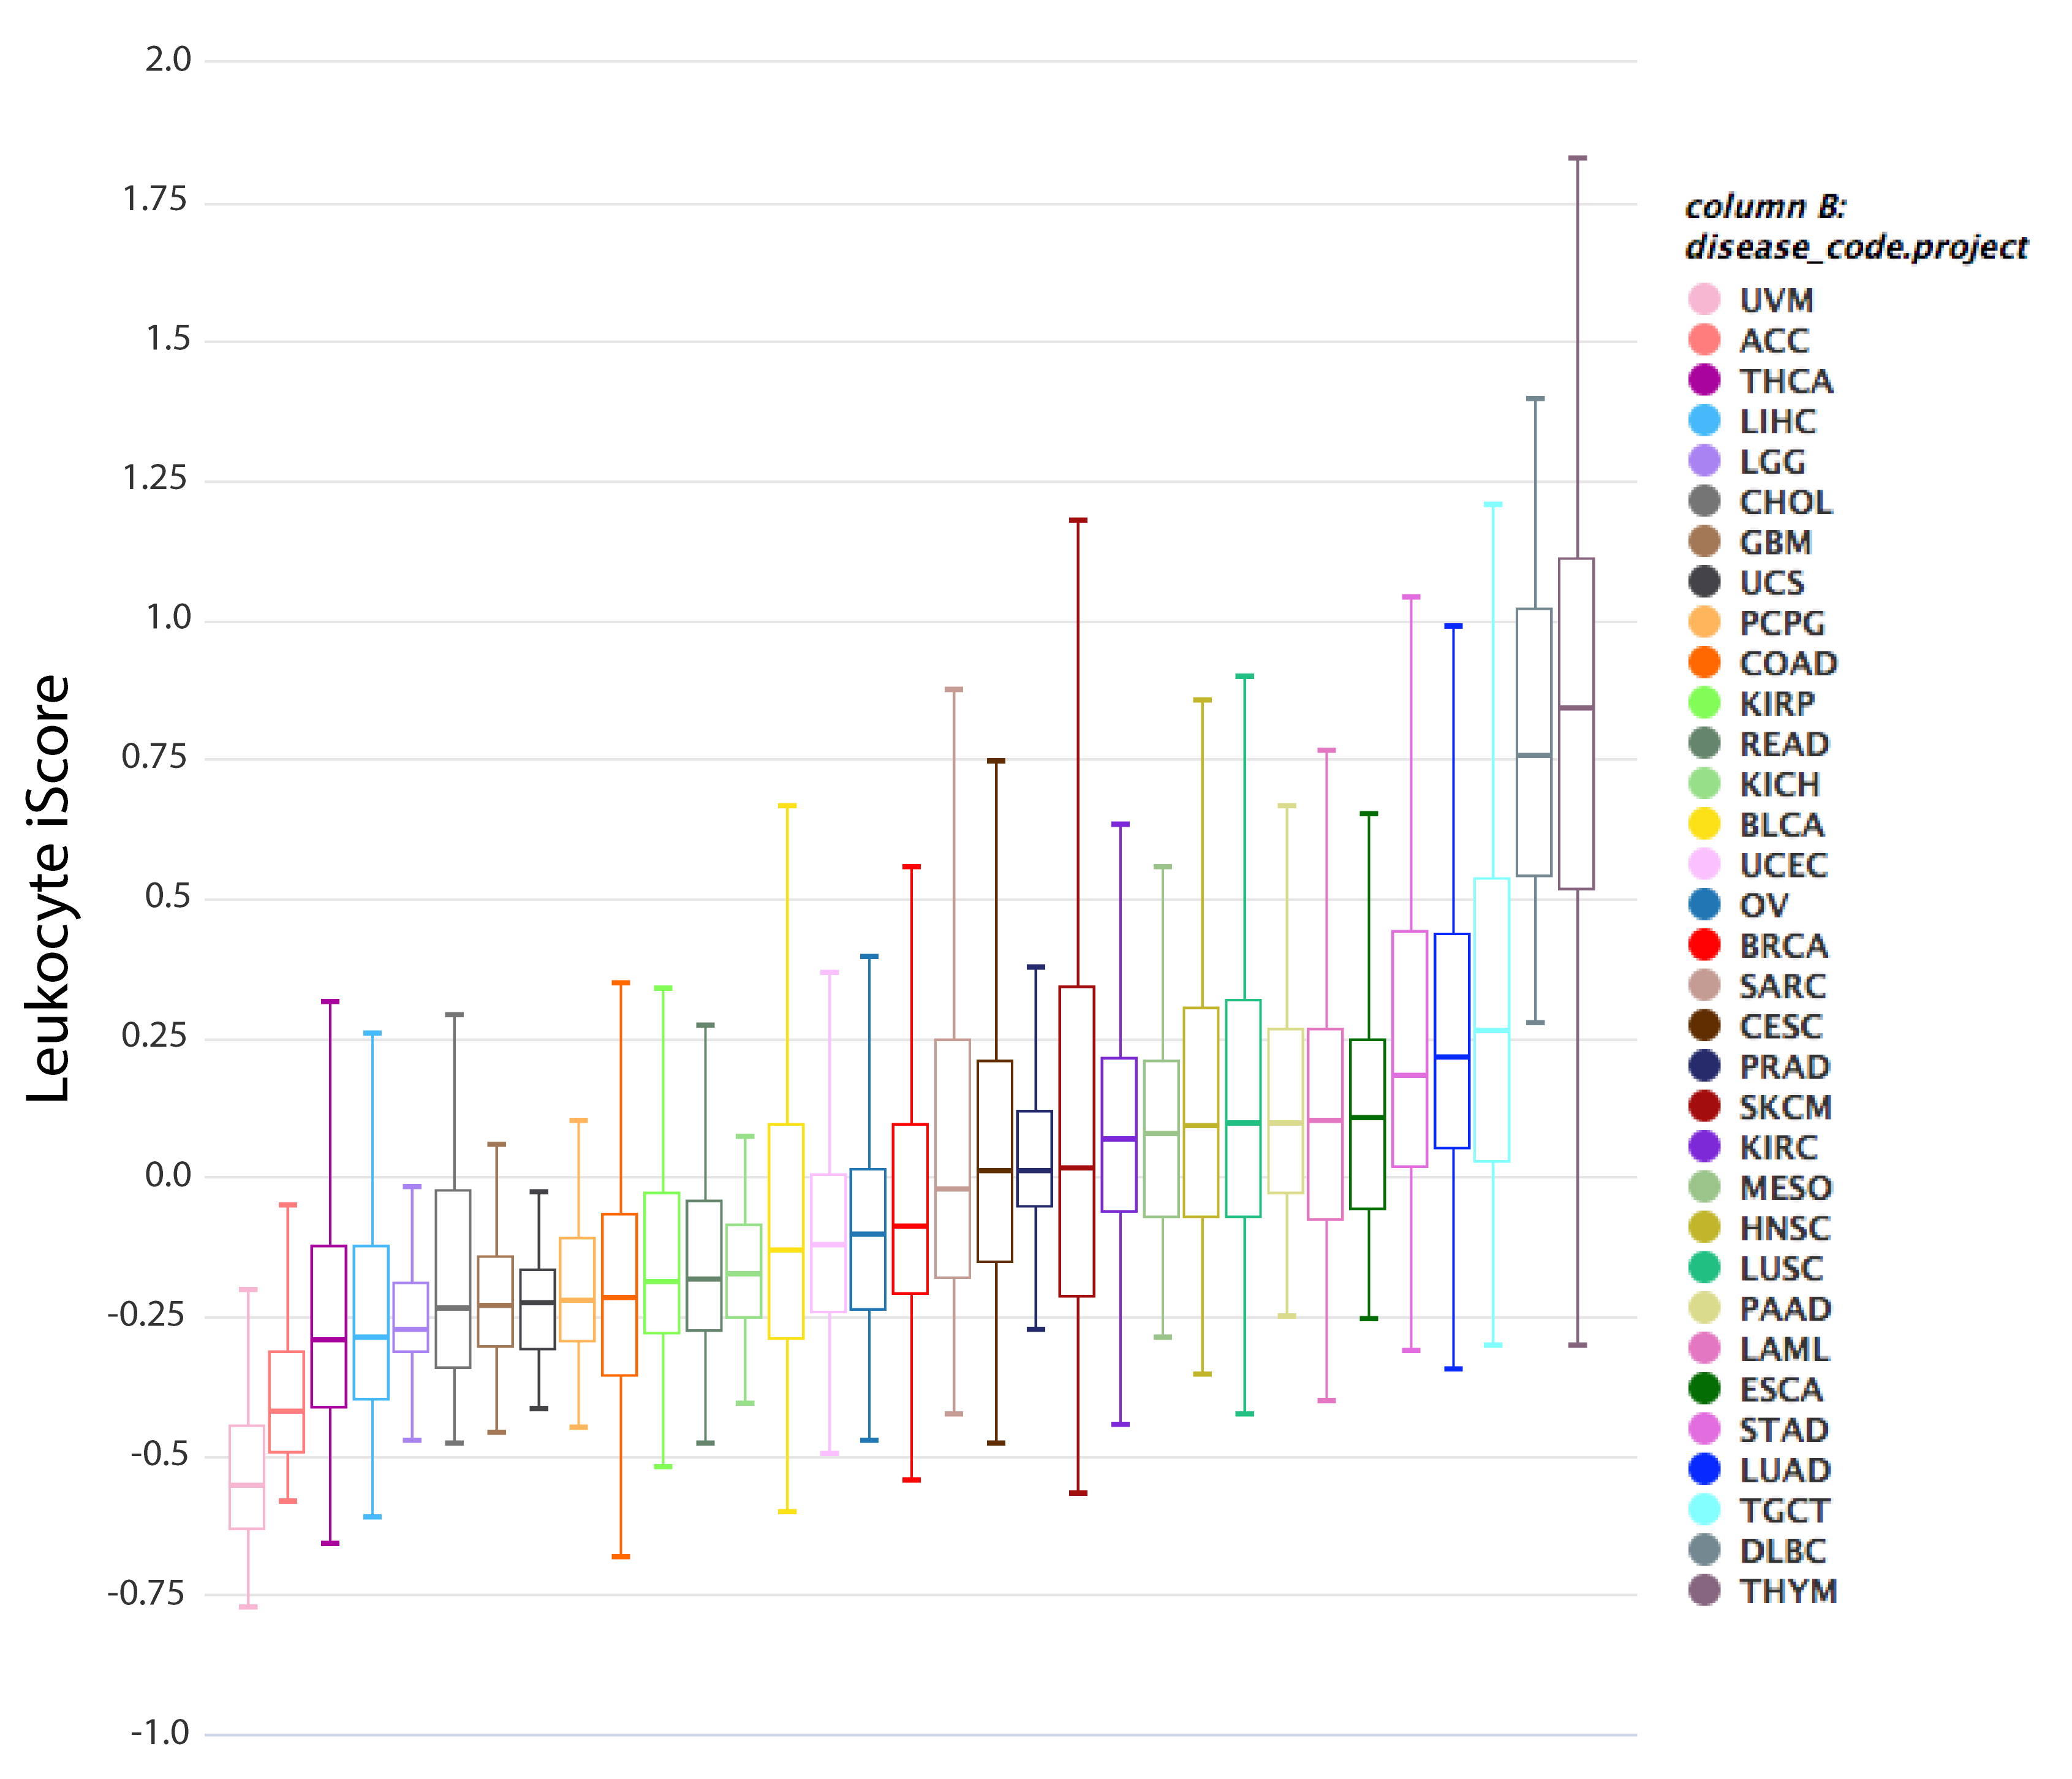 2.0
1.75
1.5
1.25
1.0
0.75
0.5
0.25
0.0
-0.25
-0.5
-0.75
-1.0
Leukocyte iScore
column B:
disease_code.project
UVM
ACC
THCA
LIHC
LGG
CHOL
GBM
UCS
PCPG
COAD
KIRP
READ
KICH
BLCA
UCEC
OV
BRCA
SARC
CESC
PRAD
SKCM
KIRC
MESO
HNSC
LUSC
PAAD
LAML
ESCA
STAD
LUAD
TGCT
DLBC
THYM